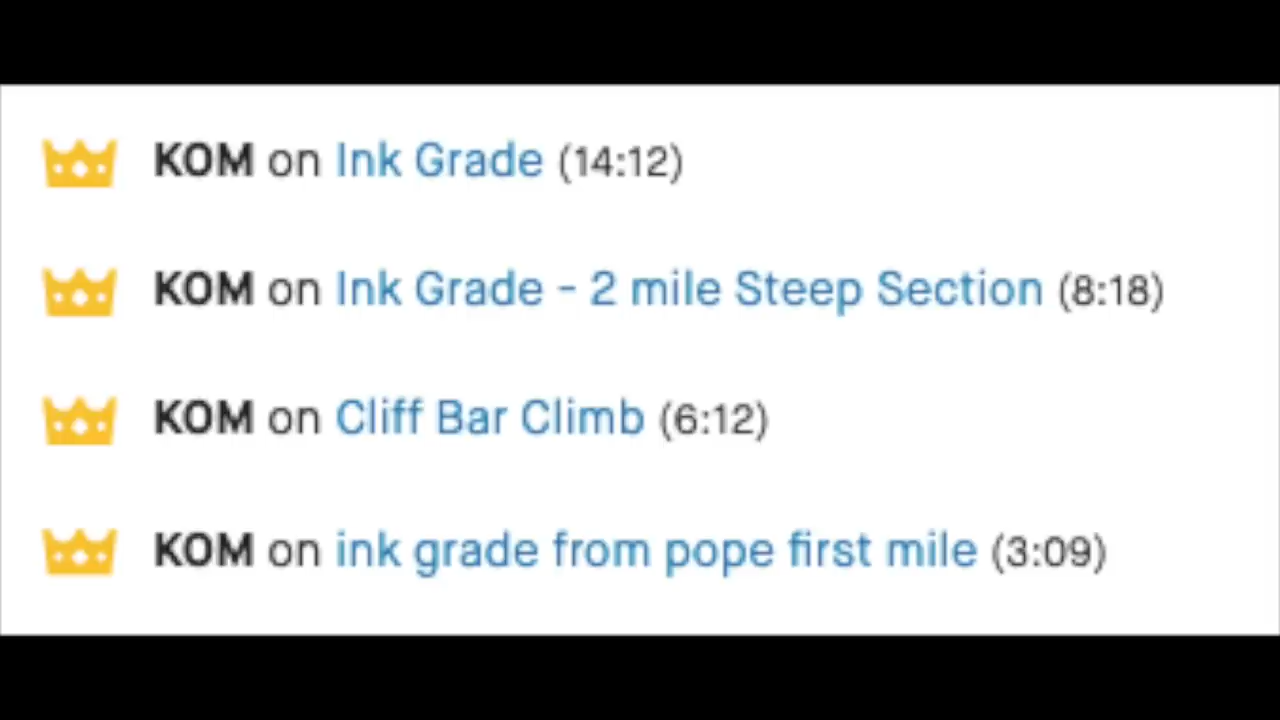 KOM on Ink Grade (14:12)
KOM on Ink Grade - 2 mile Steep Section (8:18)
KOM on Cliff Bar Climb (6:12)
KOM on ink grade from pope first mile (3:09)